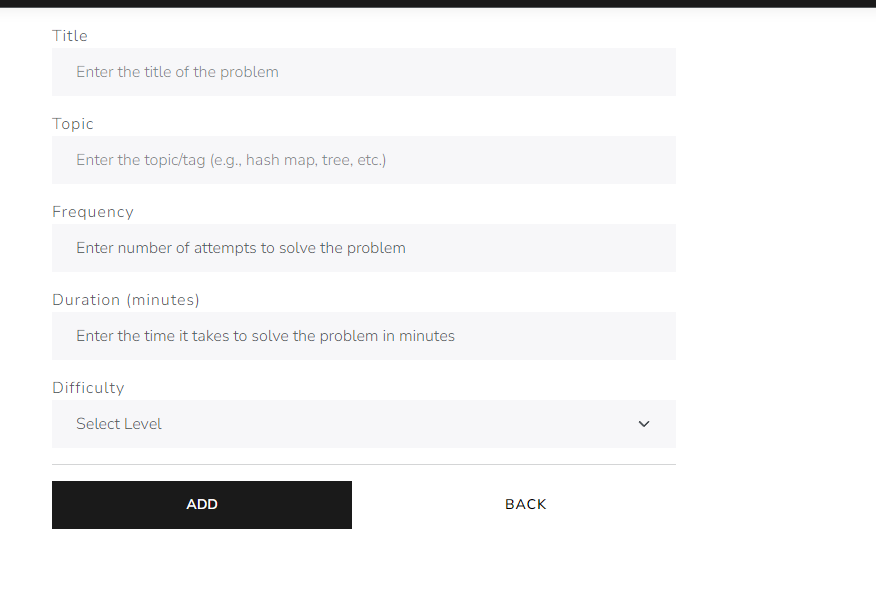 Title
Enter the title of the problem
Topic
Enter the topic/tag (e.g., hash map, tree, etc.)
Frequency
Enter number of attempts to solve the problem
Duration (minutes)
Enter the time it takes to solve the problem in minutes
Difficulty
Select Level
ADD
BACK